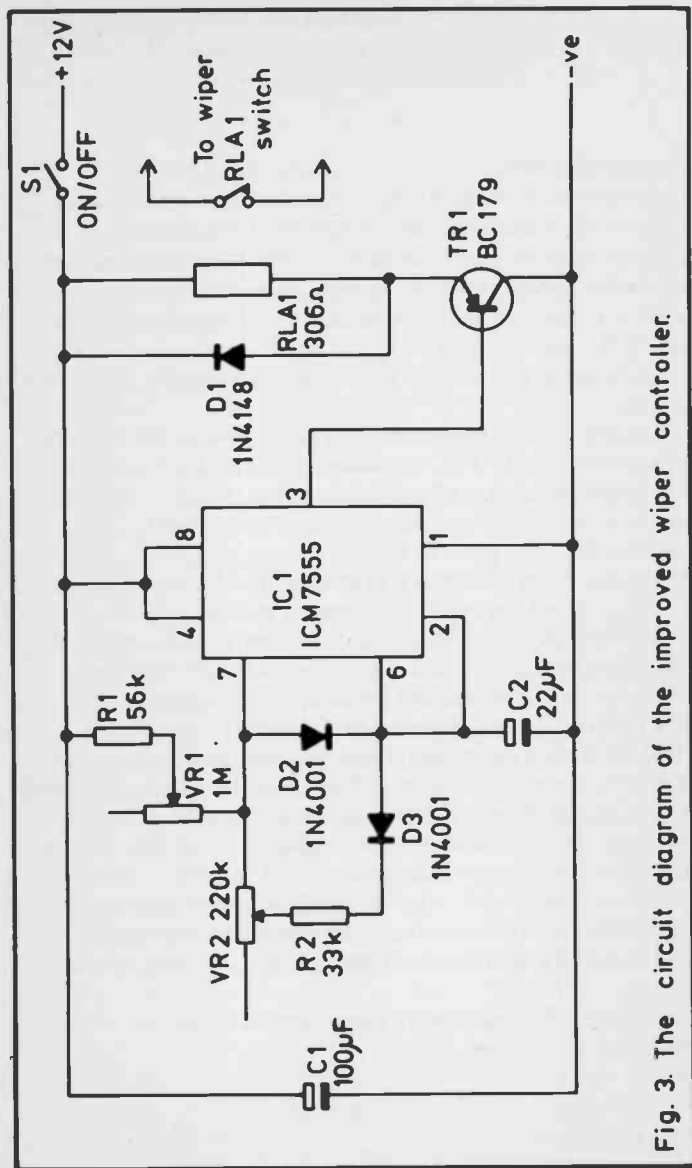 S1
+12V
ON/OFF
To wiper
RLA1
switch
R1
56k
VR1
1M
VR2 220k
R2
33k
C1
100µF
D2
1N4001
D3
1N4001
C2
22µF
4
8
7
IC1
ICM7555
3
6
2
1
D1
1N4148
RLA1
306Ω
TR1
BC179
-ve
Fig. 3. The circuit diagram of the improved wiper controller.